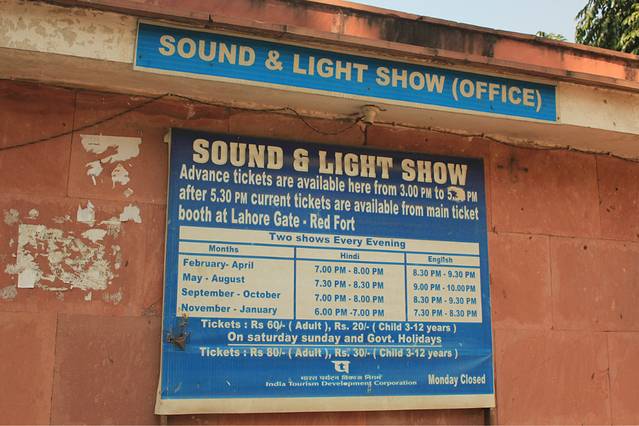 SOUND & LIGHT SHOW (OFFICE)
SOUND & LIGHT SHOW
Advance tickets are available here from 3.00 PM to PM
after 5.30 PM current tickets are available from main ticket
booth at Lahore Gate - Red Fort
Two shows Every Evening
Months Hindi English
February- April 7.00 PM - 8.00 PM 8.30 PM - 9.30 PM
May - August 7.30 PM - 8.30 PM 9.00 PM - 10.00PM
September - October 7.00 PM - 8.00 PM 8.30 PM - 9.30 PM
November - January 6.00 PM -7.00 PM 7.30 PM - 8.30 PM
Tickets : Rs 60/- ( Adult ), Rs. 20/- ( Child 3-12 years )
On saturday sunday and Govt. Holidays
Tickets : Rs 80/- ( Adult ), Rs. 30/- ( Child 3-12 years )
भारत पर्यटन विकास निगम
India Tourism Development Corporation
Monday Closed